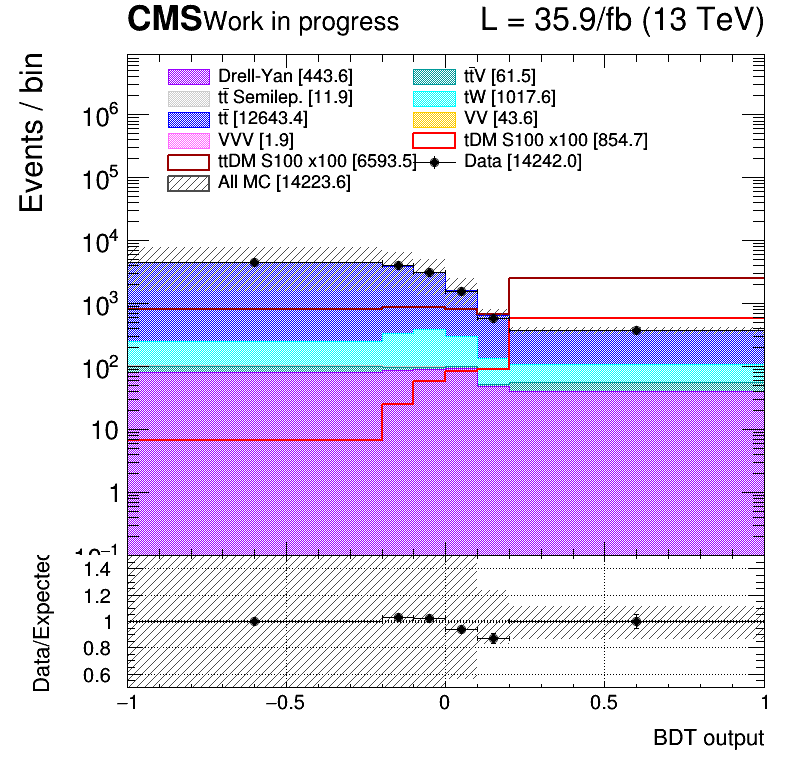 CMS Work in progress L = 35.9/fb (13 TeV)
Events / bin
Drell-Yan [443.6] tt̄V [61.5]
tt̄ Semilep. [11.9] tW [1017.6]
tt̄ [12643.4] VV [43.6]
VVV [1.9] tDM S100 x100 [854.7]
ttDM S100 x100 [6593.5] Data [14242.0]
All MC [14223.6]
10⁶
10⁵
10⁴
10³
10²
10
1
10⁻¹
Data/Expected
1.4
1.2
1
0.8
0.6
−1 −0.5 0 0.5 1
BDT output